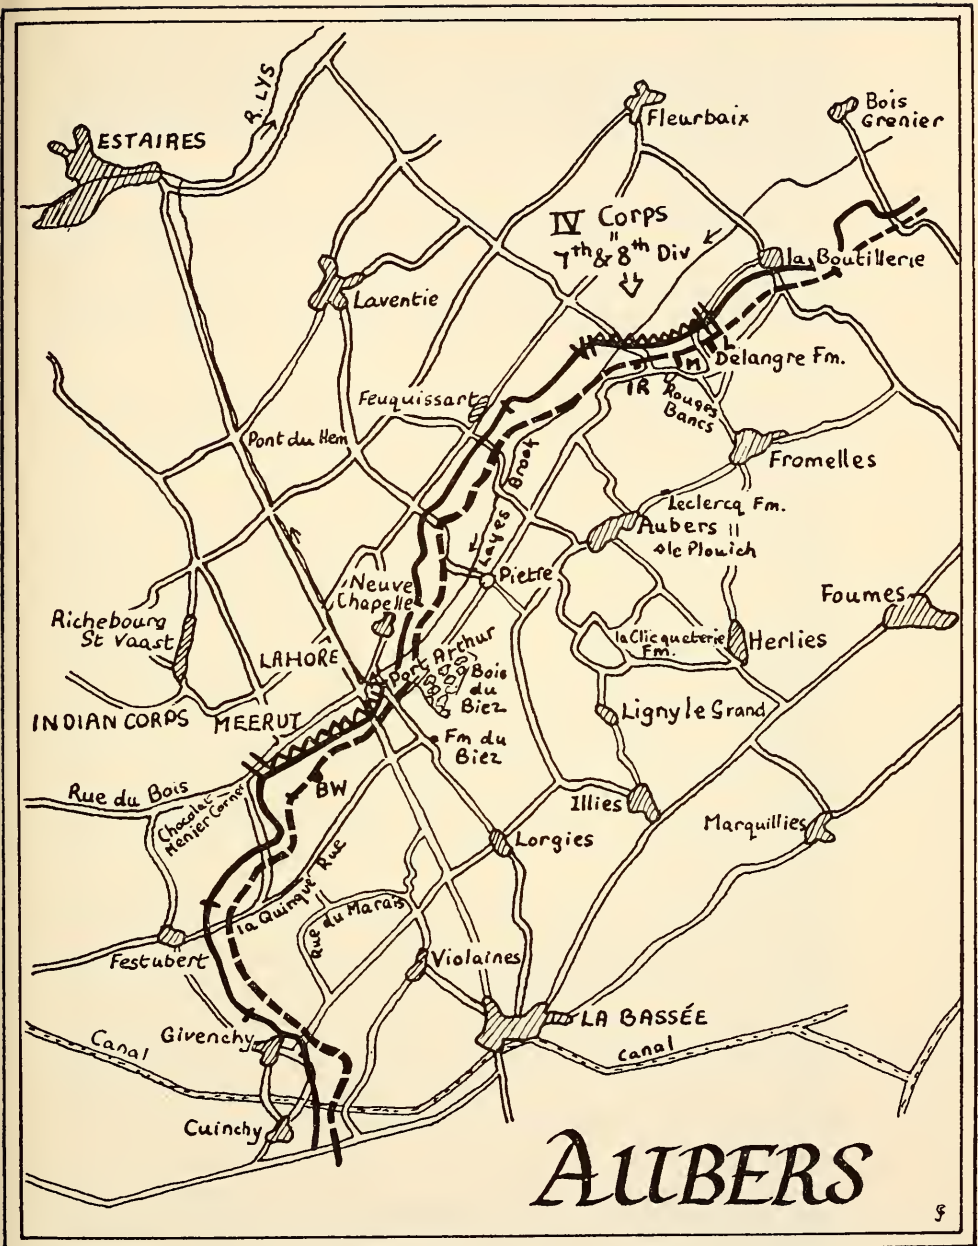 R. LYS
ESTAIRES
Fleurbaix
Bois
Grenier
IV Corps
"
7th & 8th Div
la Boutillerie
Laventie
Delangre Fm.
M
IR
Rouges
Bancs
Feuquissart
Pont du Hem
Fromelles
Layes Brook
Leclercq Fm.
Aubers
"
& le Plouich
Pietre
Neuve
Chapelle
Foumes
Richebourg
St Vaast
la Clicqueterie
Fm.
Herlies
LAHORE
Port Arthur
Bois
du
Biez
INDIAN CORPS
MEERUT
Ligny le Grand
Fm du
Biez
Rue du Bois
BW
Chocolat
Menier Corner
Illies
Marquillies
Lorgies
la Quinque Rue
Rue du Marais
Festubert
Violaines
Givenchy
LA BASSÉE
Canal
Canal
Cuinchy
AUBERS